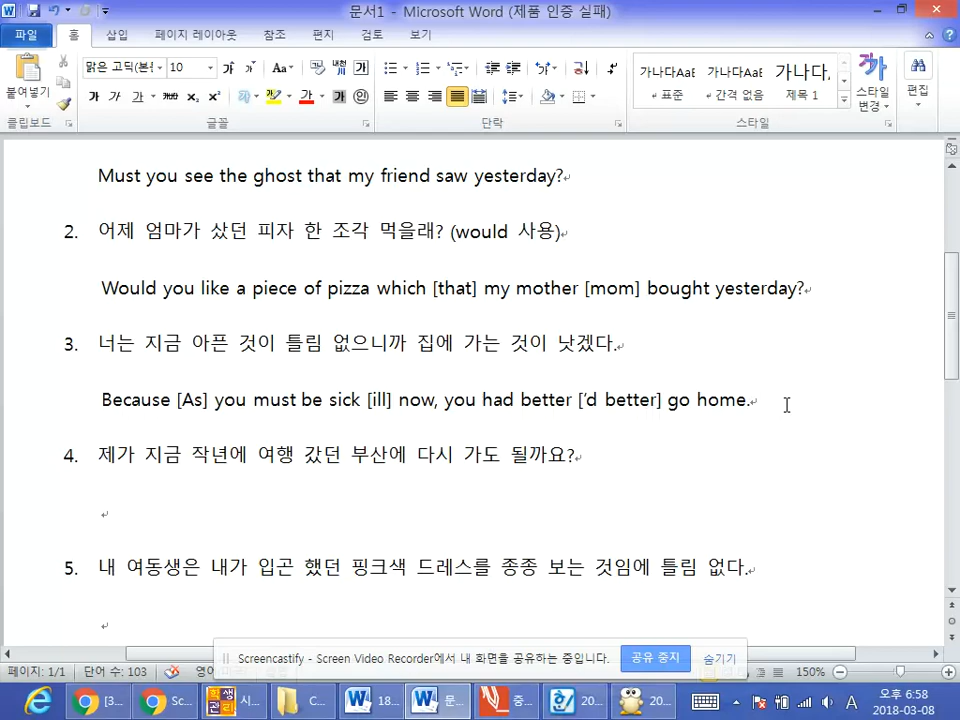 문서1 - Microsoft Word (제품 인증 실패)
파일 홈 삽입 페이지 레이아웃 참조 편지 검토 보기
맑은 고딕(본문 10
붙여넣기
가나다AaB 가나다AaB 가나다
표준 간격 없음 제목 1
스타일 변경
편집
클립보드 글꼴 단락 스타일
Must you see the ghost that my friend saw yesterday?
2. 어제 엄마가 샀던 피자 한 조각 먹을래? (would 사용)
Would you like a piece of pizza which [that] my mother [mom] bought yesterday?
3. 너는 지금 아픈 것이 틀림 없으니까 집에 가는 것이 낫겠다.
Because [As] you must be sick [ill] now, you had better ['d better] go home.
4. 제가 지금 작년에 여행 갔던 부산에 다시 가도 될까요?
5. 내 여동생은 내가 입곤 했던 핑크색 드레스를 종종 보는 것임에 틀림 없다.
Screencastify - Screen Video Recorder에서 내 화면을 공유하는 중입니다. 공유 중지 숨기기
페이지: 1/1 단어 수: 103 150%
[3... Sc... 학생관리 시... C... 18... 문... 중... 20... 20...
A 오후 6:58
2018-03-08